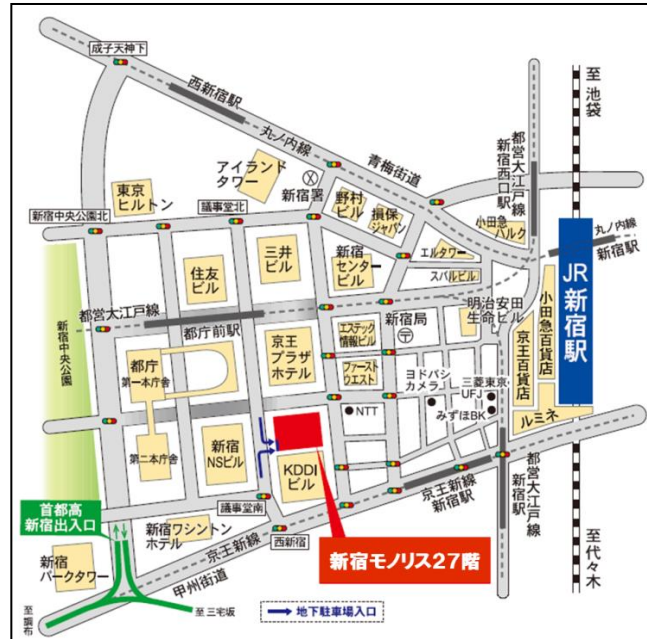 成子天神下
西新宿駅
丸ノ内線
青梅街道
都営大江戸線
新宿西口駅
至池袋
アイランド
タワー
新宿署
東京
ヒルトン
新宿中央公園北
議事堂北
野村
ビル
損保
ジャパン
小田急
ハルク
丸ノ内線
新宿駅
JR新宿駅
三井
ビル
住友
ビル
新宿
センター
ビル
エルタワー
スバルビル
新宿中央公園
都営大江戸線
都庁前駅
エステック
情報ビル
新宿局
明治安田
生命ビル
小田急百貨店
京王百貨店
都庁
第一本庁舎
京王
プラザ
ホテル
ファースト
ウエスト
ヨドバシ
カメラ
三菱東京
UFJ
みずほBK
NTT
ルミネ
第二本庁舎
新宿
NSビル
KDDI
ビル
京王新線
新宿駅
都営大江戸線
新宿駅
首都高
新宿出入口
議事堂南
新宿ワシントン
ホテル
西新宿
京王新線
甲州街道
新宿モノリス27階
新宿
パークタワー
至代々木
至調布
至三宅坂
地下駐車場入口